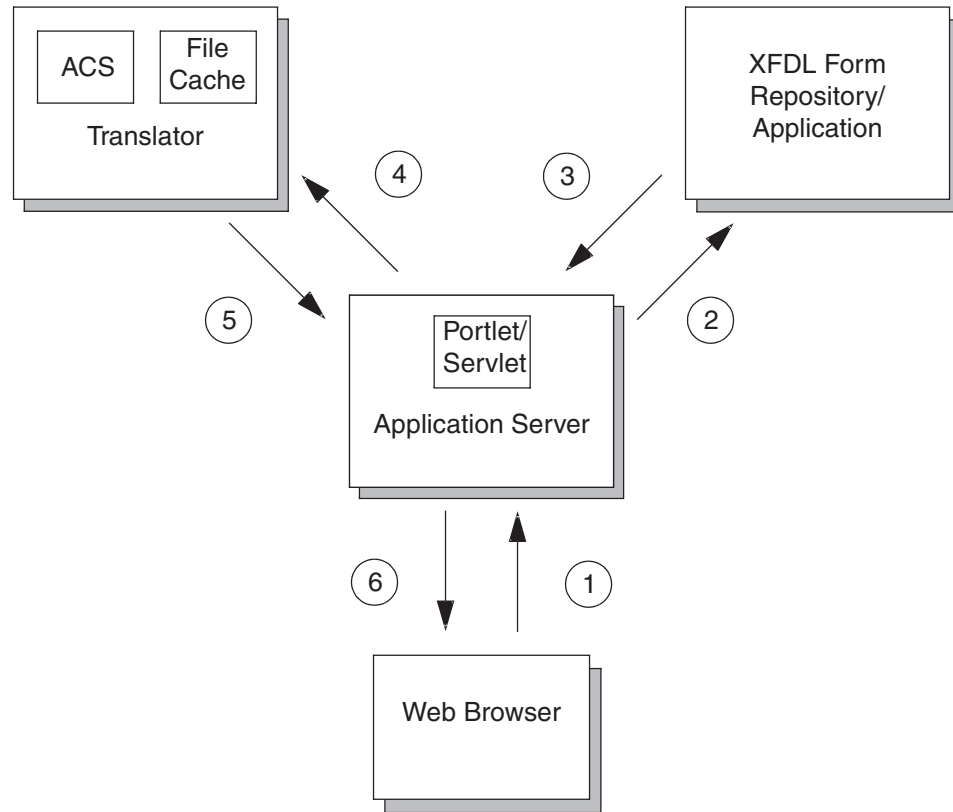 ACS
File
Cache
Translator
XFDL Form
Repository/
Application
4
3
5
2
Portlet/
Servlet
Application Server
6
1
Web Browser